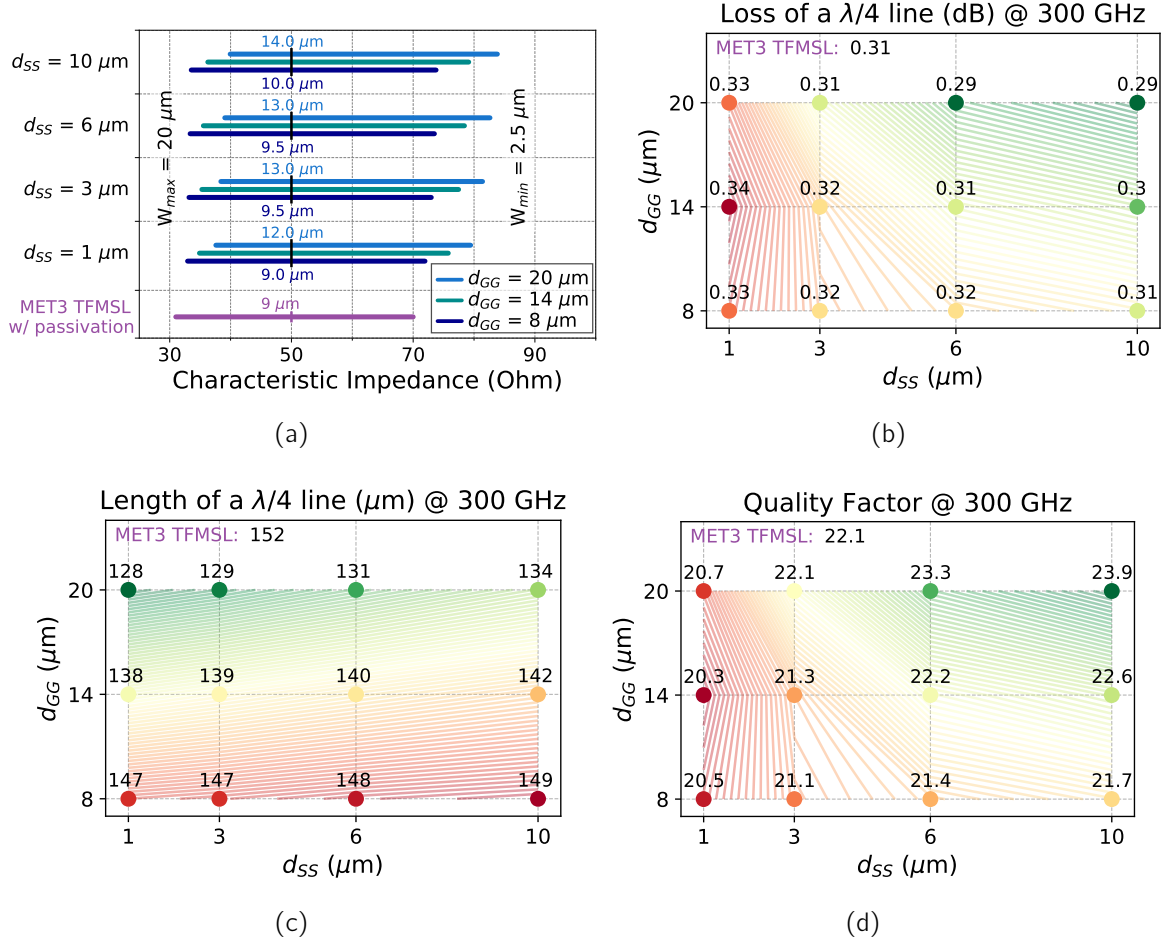 14.0 μm
d_SS = 10 μm
10.0 μm
13.0 μm
d_SS = 6 μm
9.5 μm
13.0 μm
d_SS = 3 μm
9.5 μm
12.0 μm
d_SS = 1 μm
9.0 μm
W_max = 20 μm
W_min = 2.5 μm
MET3 TFMSL
w/ passivation
9 μm
d_GG = 20 μm
d_GG = 14 μm
d_GG = 8 μm
30 50 70 90
Characteristic Impedance (Ohm)
(a)
Loss of a λ/4 line (dB) @ 300 GHz
MET3 TFMSL: 0.31
0.33 0.31 0.29 0.29
20
0.34 0.32 0.31 0.3
14
0.33 0.32 0.32 0.31
8
d_GG (μm)
1 3 6 10
d_SS (μm)
(b)
Length of a λ/4 line (μm) @ 300 GHz
MET3 TFMSL: 152
128 129 131 134
20
138 139 140 142
14
147 147 148 149
8
d_GG (μm)
1 3 6 10
d_SS (μm)
(c)
Quality Factor @ 300 GHz
MET3 TFMSL: 22.1
20.7 22.1 23.3 23.9
20
20.3 21.3 22.2 22.6
14
20.5 21.1 21.4 21.7
8
d_GG (μm)
1 3 6 10
d_SS (μm)
(d)